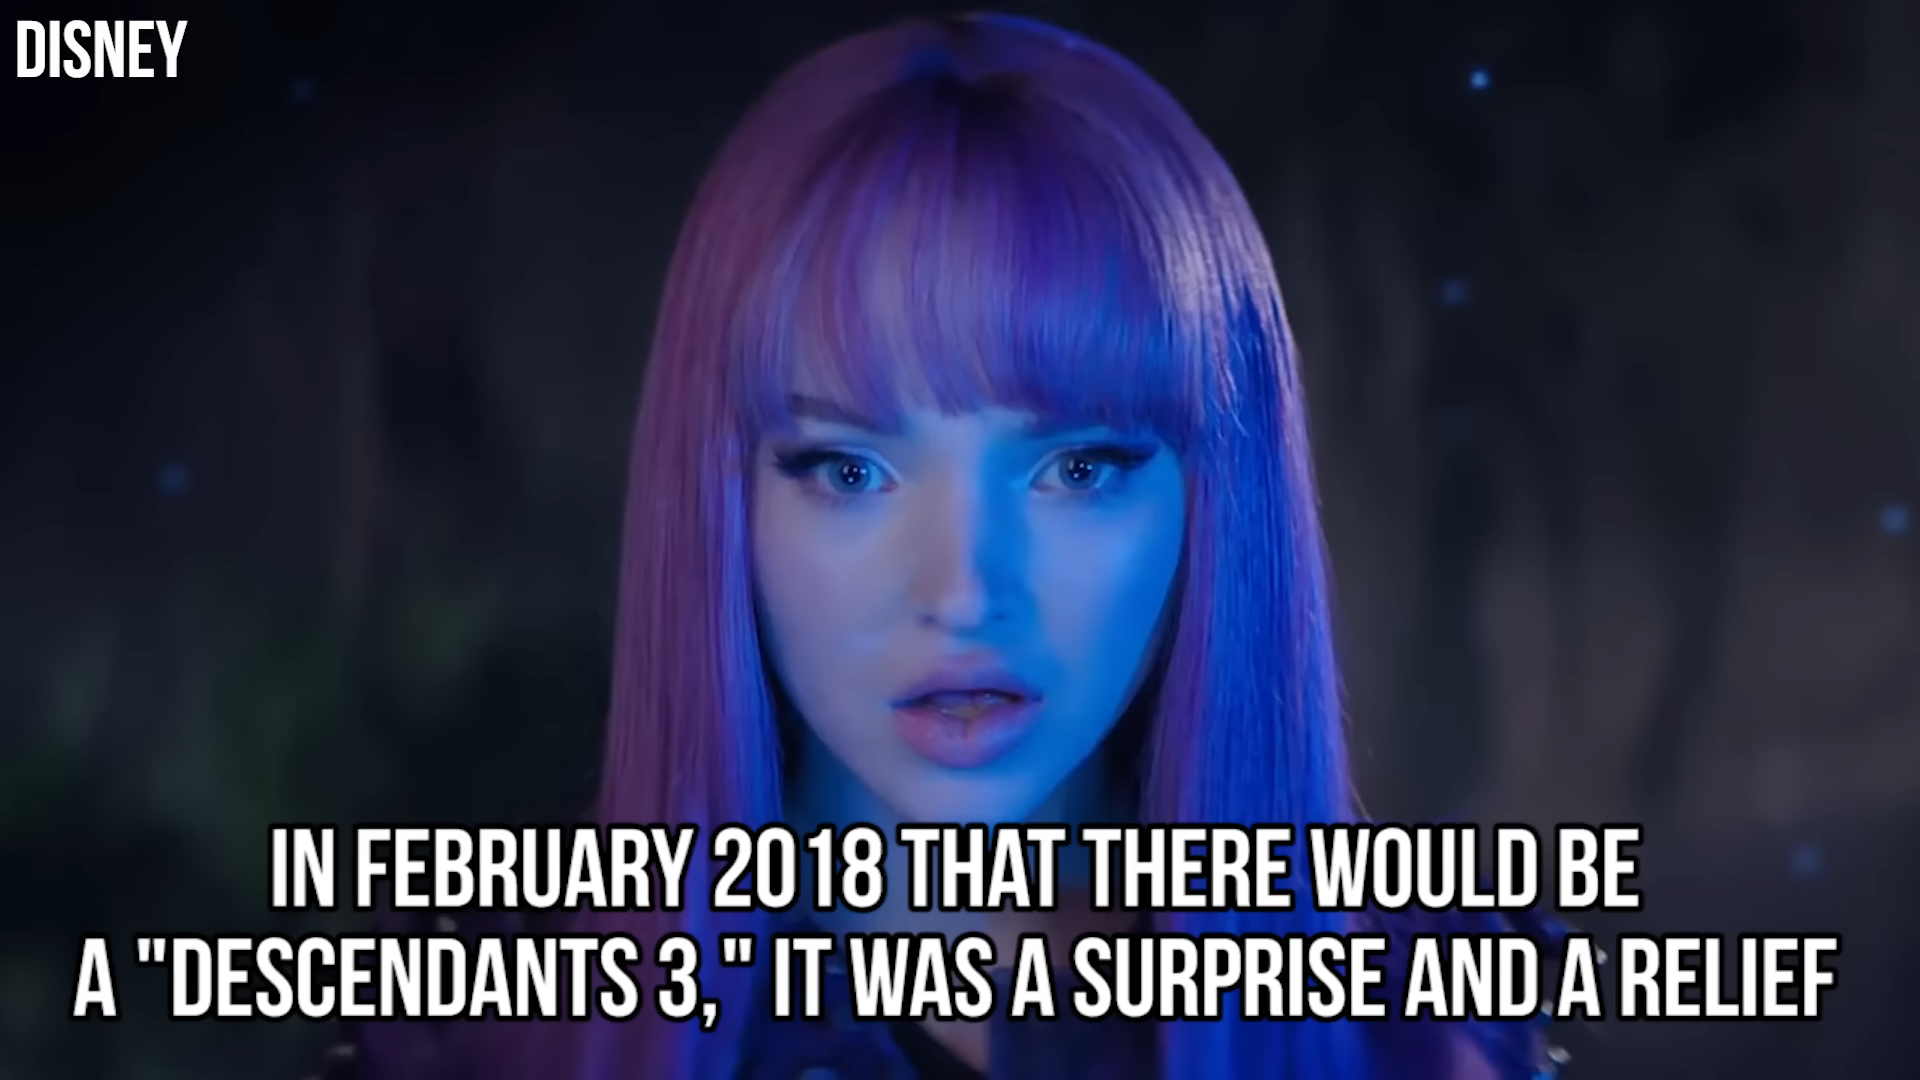 DISNEY
IN FEBRUARY 2018 THAT THERE WOULD BE
A "DESCENDANTS 3," IT WAS A SURPRISE AND A RELIEF